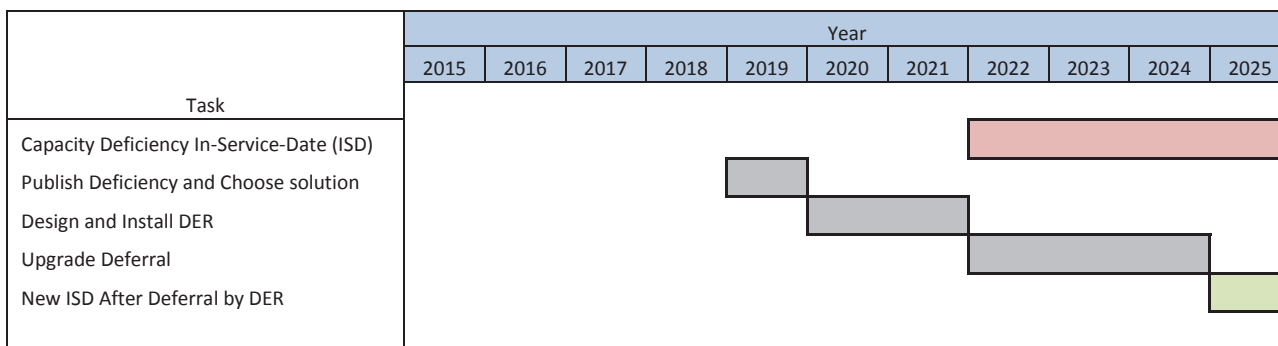 Year
2015 2016 2017 2018 2019 2020 2021 2022 2023 2024 2025
Task
Capacity Deficiency In-Service-Date (ISD)
Publish Deficiency and Choose solution
Design and Install DER
Upgrade Deferral
New ISD After Deferral by DER